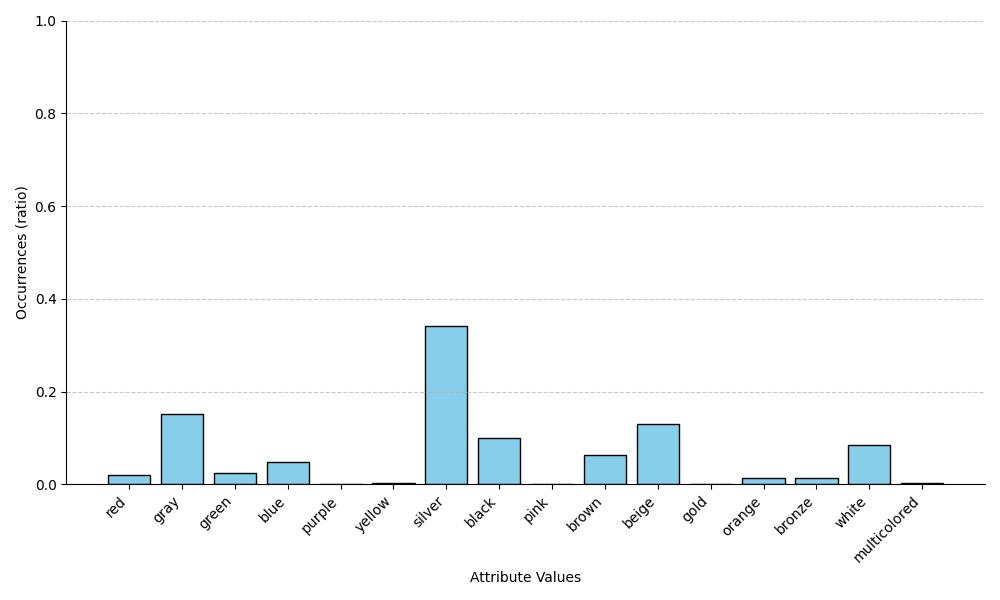 1.0
0.8
0.6
0.4
0.2
0.0
Occurrences (ratio)
red
gray
green
blue
purple
yellow
silver
black
pink
brown
beige
gold
orange
bronze
white
multicolored
Attribute Values